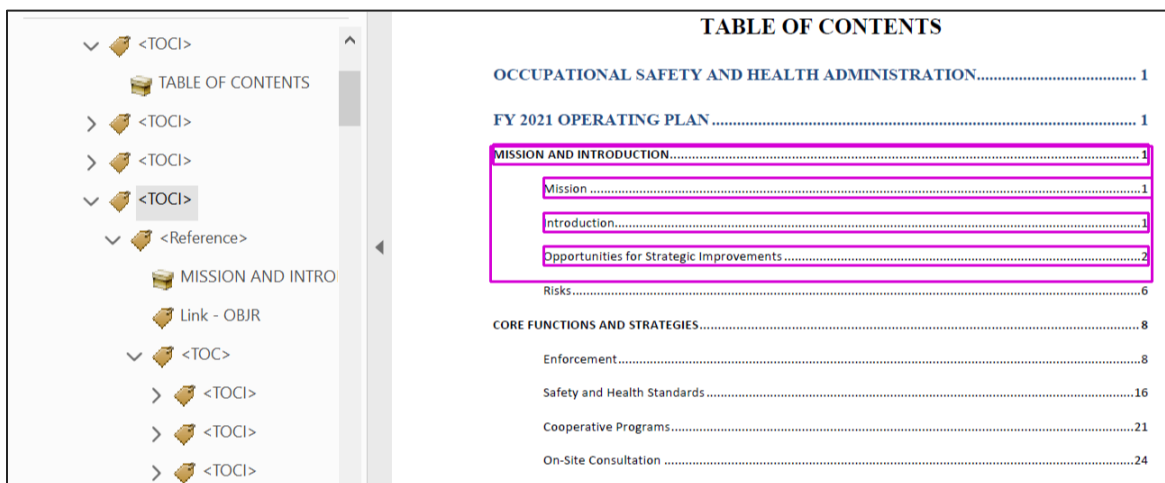 <TOCI>
TABLE OF CONTENTS
<TOCI>
<TOCI>
<TOCI>
<Reference>
MISSION AND INTRO
Link - OBJR
<TOC>
<TOCI>
<TOCI>
<TOCI>
TABLE OF CONTENTS
OCCUPATIONAL SAFETY AND HEALTH ADMINISTRATION.................................... 1
FY 2021 OPERATING PLAN ................................................................................................ 1
MISSION AND INTRODUCTION................................................................................................ 1
Mission ................................................................................................ 1
Introduction................................................................................................ 1
Opportunities for Strategic Improvements ................................................................................ 2
Risks................................................................................................ 6
CORE FUNCTIONS AND STRATEGIES................................................................................ 8
Enforcement................................................................................................ 8
Safety and Health Standards ................................................................................ 16
Cooperative Programs................................................................................ 21
On-Site Consultation ................................................................................ 24